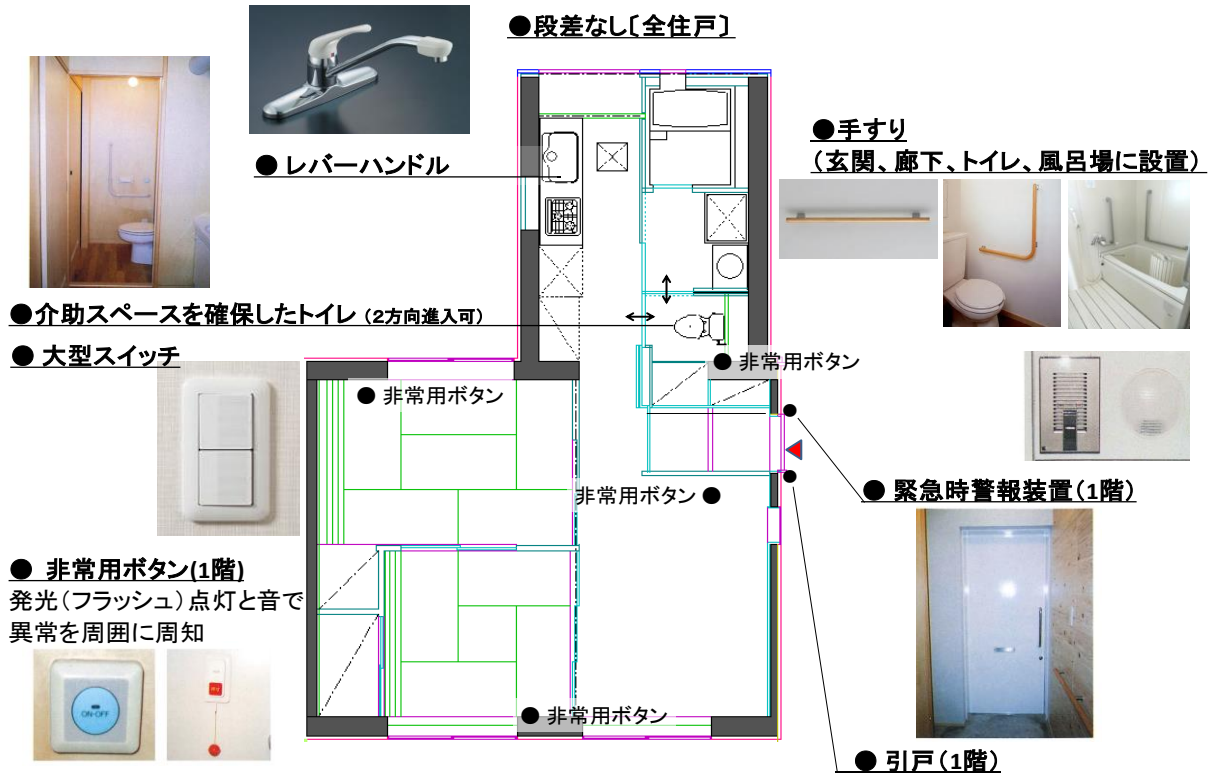 ●段差なし〔全住戸〕
● レバーハンドル
●手すり
（玄関、廊下、トイレ、風呂場に設置）
●介助スペースを確保したトイレ（2方向進入可）
● 大型スイッチ
● 非常用ボタン
● 非常用ボタン
非常用ボタン ●
● 緊急時警報装置（1階）
● 非常用ボタン(1階)
発光（フラッシュ）点灯と音で
異常を周囲に周知
ON-OFF
● 非常用ボタン
● 引戸（1階）